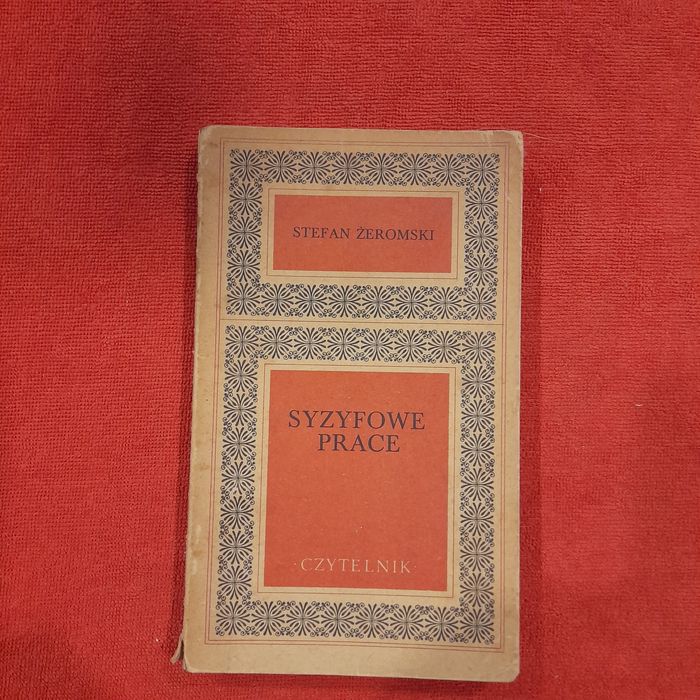 STEFAN ŻEROMSKI
SYZYFOWE
PRACE
· CZYTELNIK ·